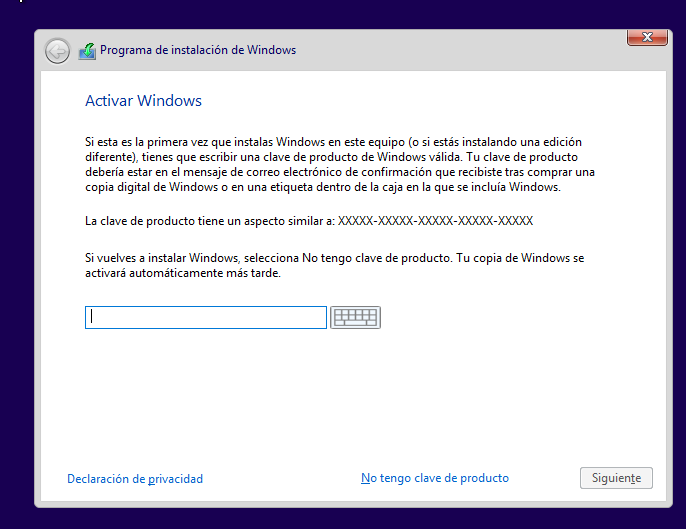 Programa de instalación de Windows
Activar Windows
Si esta es la primera vez que instalas Windows en este equipo (o si estás instalando una edición
diferente), tienes que escribir una clave de producto de Windows válida. Tu clave de producto
debería estar en el mensaje de correo electrónico de confirmación que recibiste tras comprar una
copia digital de Windows o en una etiqueta dentro de la caja en la que se incluía Windows.
La clave de producto tiene un aspecto similar a: XXXXX-XXXXX-XXXXX-XXXXX-XXXXX
Si vuelves a instalar Windows, selecciona No tengo clave de producto. Tu copia de Windows se
activará automáticamente más tarde.
Declaración de privacidad
No tengo clave de producto
Siguiente